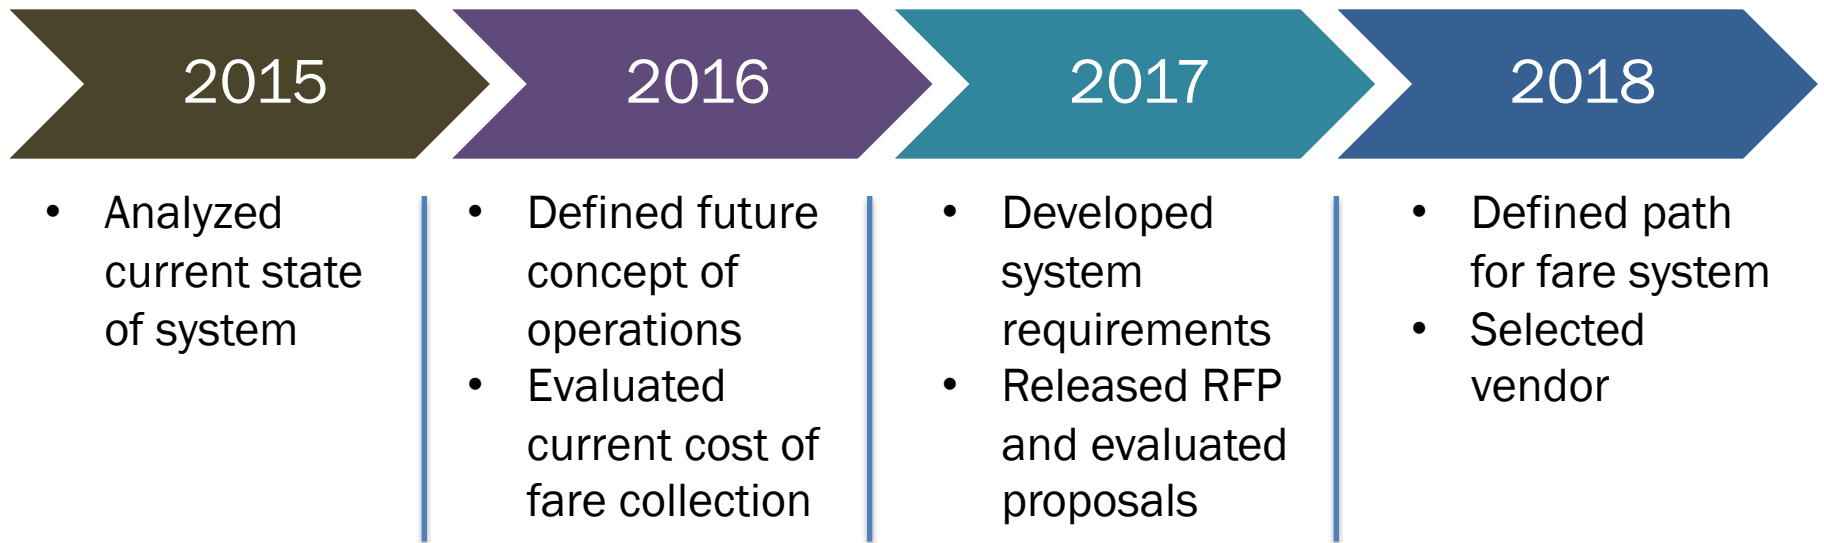 2015
2016
2017
2018
• Analyzed
current state
of system
• Defined future
concept of
operations
• Evaluated
current cost of
fare collection
• Developed
system
requirements
• Released RFP
and evaluated
proposals
• Defined path
for fare system
• Selected
vendor